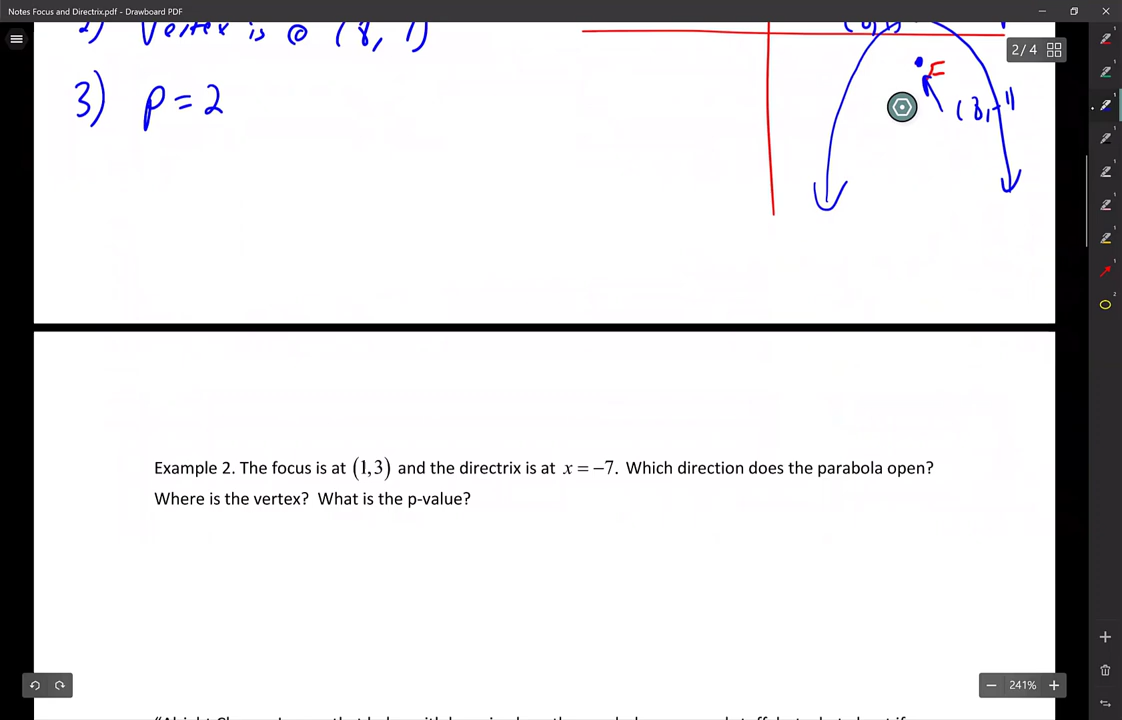 Notes Focus and Directrix.pdf - Drawboard PDF
2) Vertex is @ (8, 1)
2/4
F
3) p = 2
(8, -1)
Example 2. The focus is at (1,3) and the directrix is at x = −7. Which direction does the parabola open?
Where is the vertex? What is the p-value?
241%